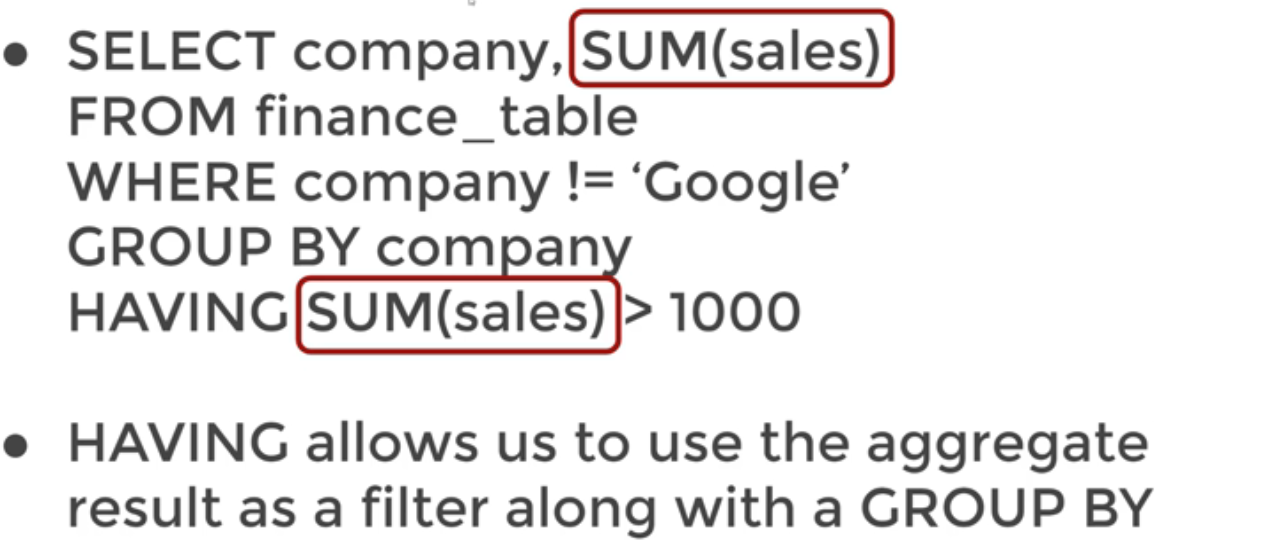 ● SELECT company, SUM(sales)
FROM finance_table
WHERE company != ‘Google’
GROUP BY company
HAVING SUM(sales) > 1000
● HAVING allows us to use the aggregate
result as a filter along with a GROUP BY